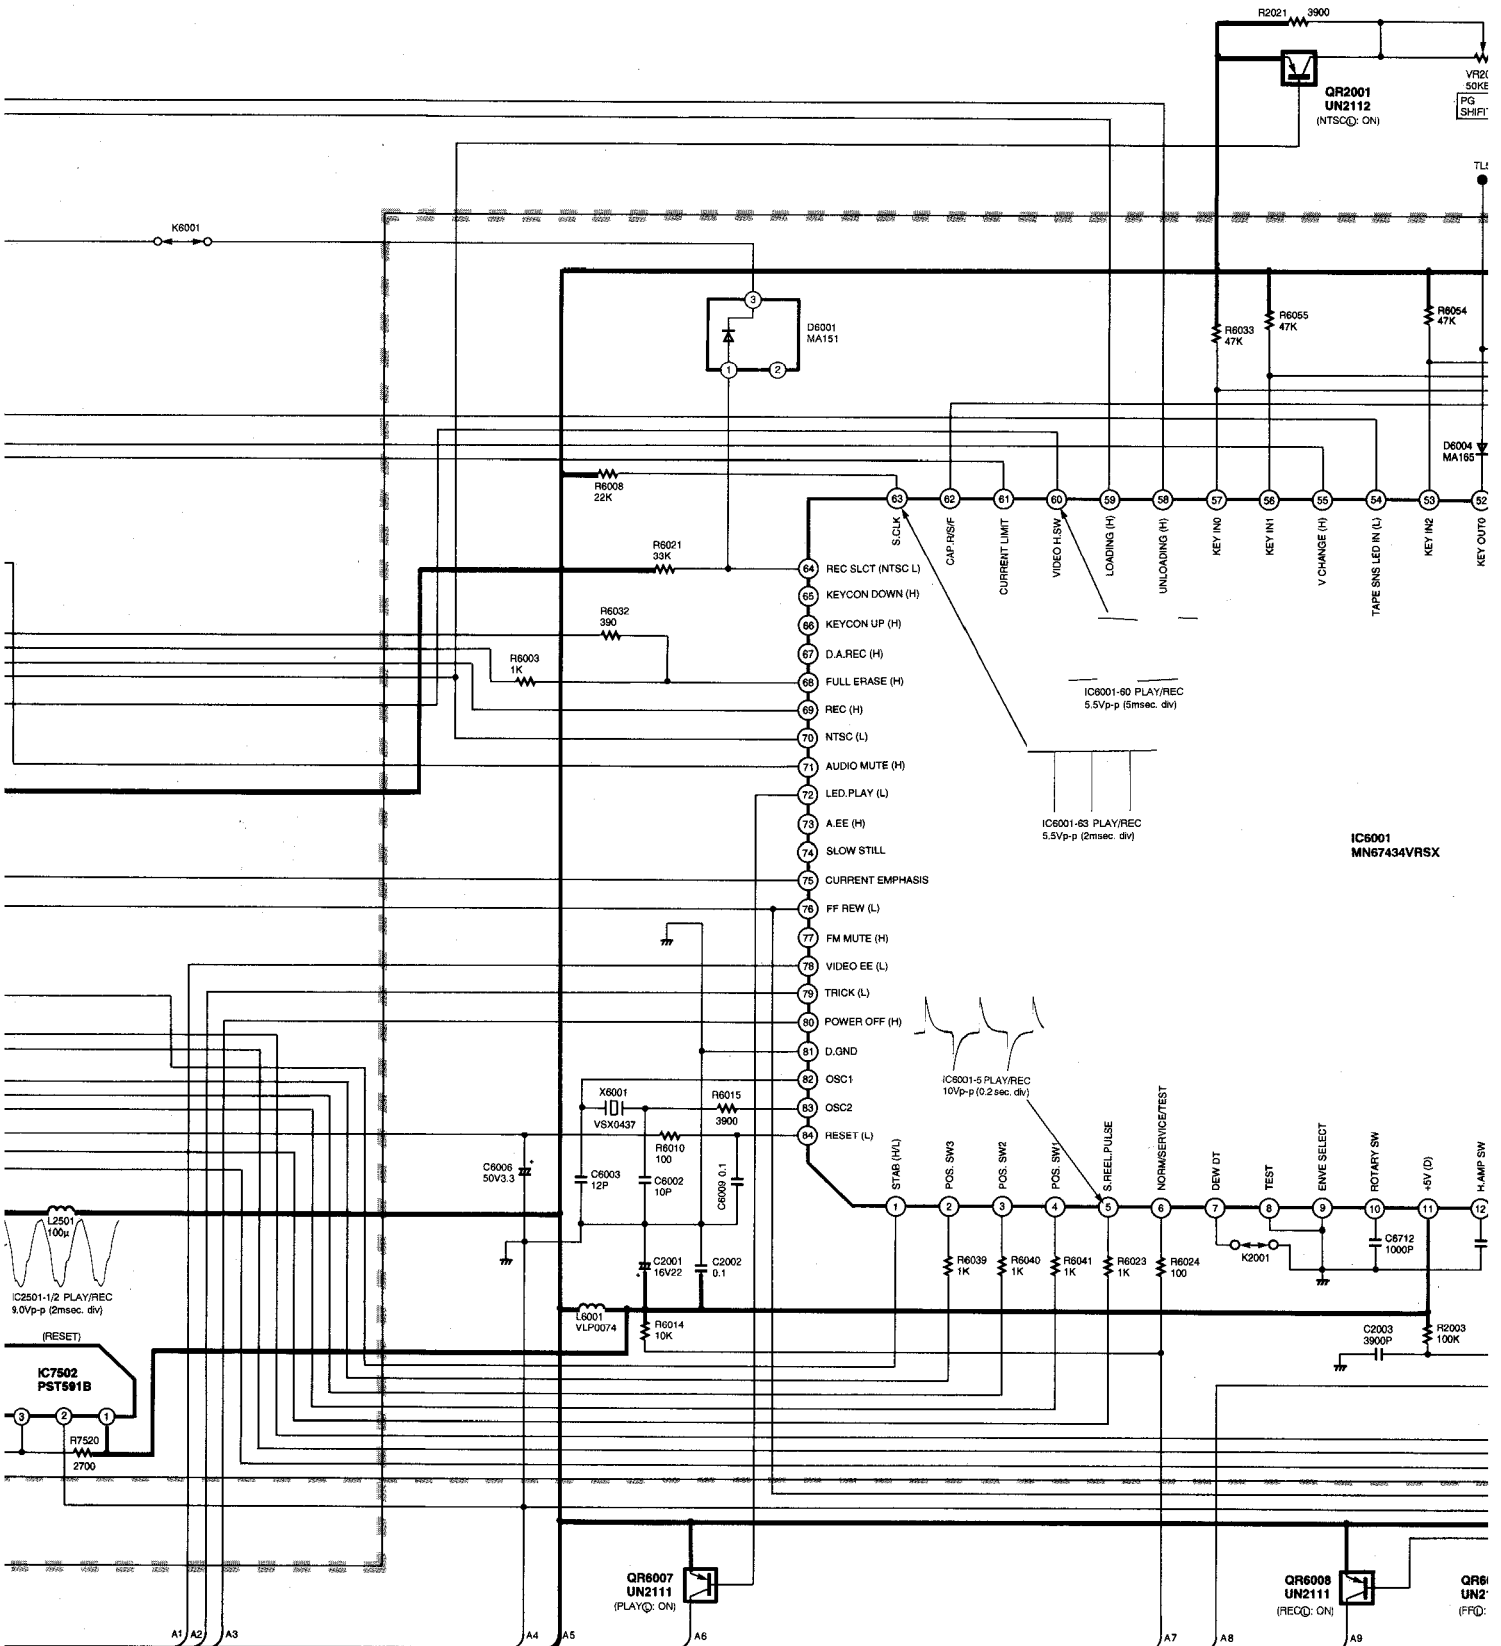 R2021 3900
QR2001
UN2112
(NTSCⓁ: ON)
50KB
PG
K6001
3
D6001
MA151
1
2
R6033
47K
R6055
47K
R6054
47K
D6004
MA165
R6008
22K
63
62
61
60
59
58
57
56
55
54
53
52
S.CLK
CAP.R/S/F
CURRENT LIMIT
VIDEO H.SW
LOADING (H)
UNLOADING (H)
KEY IN0
KEY IN1
V CHANGE (H)
TAPE SNS LED IN (L)
KEY IN2
KEY OUT0
R6021
33K
R6032
390
R6003
1K
64 REC SLCT (NTSC L)
65 KEYCON DOWN (H)
66 KEYCON UP (H)
67 D.A.REC (H)
68 FULL ERASE (H)
69 REC (H)
70 NTSC (L)
71 AUDIO MUTE (H)
72 LED.PLAY (L)
73 A.EE (H)
74 SLOW STILL
75 CURRENT EMPHASIS
76 FF REW (L)
77 FM MUTE (H)
78 VIDEO EE (L)
79 TRICK (L)
80 POWER OFF (H)
81 D.GND
82 OSC1
83 OSC2
84 RESET (L)
IC6001-60 PLAY/REC
5.5Vp-p (5msec. div)
IC6001-63 PLAY/REC
5.5Vp-p (2msec. div)
IC6001
MN67434VRSX
IC6001-5 PLAY/REC
10Vp-p (0.2 sec. div)
X6001
VSX0437
R6015
3900
R6010
100
C6006
50V3.3
C6003
12P
C6002
10P
C6009 0.1
C2001
16V22
C2002
0.1
STAB (H/L)
POS. SW3
POS. SW2
POS. SW1
S.REEL.PULSE
NORM/SERVICE/TEST
DEW DT
TEST
ENVE SELECT
ROTARY SW
+5V (D)
H.AMP SW
1
2
3
4
5
6
7
8
9
10
11
12
R6039
1K
R6040
1K
R6041
1K
R6023
1K
R6024
100
K2001
C6712
1000P
L2501
100μ
IC2501-1/2 PLAY/REC
9.0Vp-p (2msec. div)
L6001
VLP0074
R6014
10K
C2003
3900P
R2003
100K
(RESET)
IC7502
PST591B
3
2
1
R7520
2700
QR6007
UN2111
(PLAYⓁ: ON)
QR6008
UN2111
(RECⓁ: ON)
A1
A2
A3
A4
A5
A6
A7
A8
A9